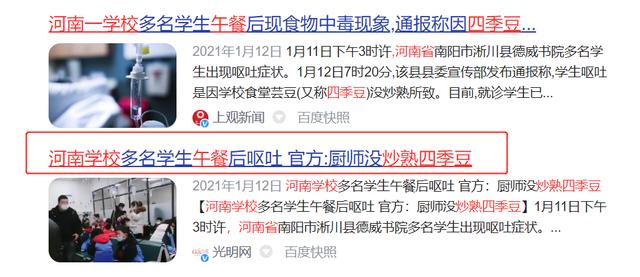 河南一学校多名学生午餐后现食物中毒现象,通报称因四季豆...
2021年1月12日 1月11日下午3时许,河南省南阳市淅川县德威书院多名学
生出现呕吐症状。1月12日7时20分,该县县委宣传部发布通报称,学生呕吐
是因学校食堂芸豆(又称四季豆)没炒熟所致。目前,就诊学生已...
上观新闻 百度快照
河南学校多名学生午餐后呕吐 官方:厨师没炒熟四季豆
2021年1月12日 河南学校多名学生午餐后呕吐 官方：厨师没炒熟四季豆
【河南学校多名学生午餐后呕吐 官方：厨师没炒熟四季豆】1月11日下午
3时许，河南省南阳市淅川县德威书院多名学生出现呕吐症状。...
光明网 百度快照